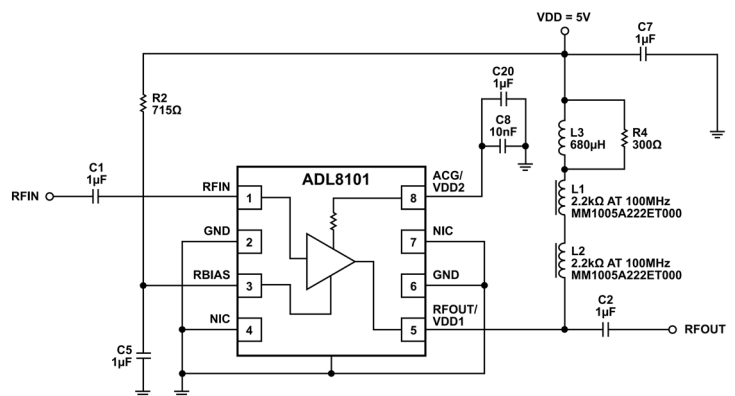 VDD = 5V
C7
1µF
C20
1µF
R2
715Ω
C8
10nF
L3
680µH
R4
300Ω
C1
1µF
ADL8101
RFIN
RFIN
1
ACG/
VDD2
8
L1
2.2kΩ AT 100MHz
MM1005A222ET000
GND
2
NIC
7
L2
2.2kΩ AT 100MHz
MM1005A222ET000
RBIAS
3
GND
6
NIC
4
RFOUT/
VDD1
5
C2
1µF
RFOUT
C5
1µF